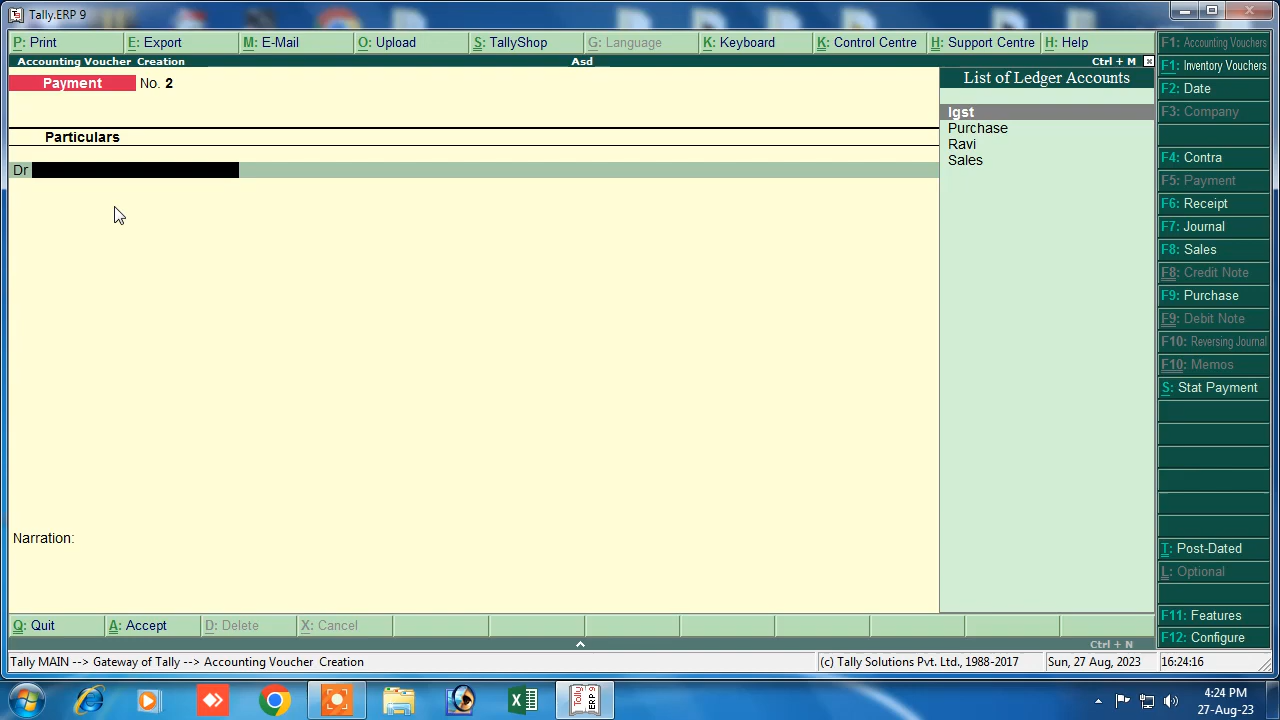 Tally.ERP 9
P: Print E: Export M: E-Mail O: Upload S: TallyShop G: Language K: Keyboard K: Control Centre H: Support Centre H: Help
Accounting Voucher Creation Asd Ctrl + M
Payment No. 2
Particulars
Dr
Narration:
List of Ledger Accounts
Igst
Purchase
Ravi
Sales
F1: Accounting Vouchers
F1: Inventory Vouchers
F2: Date
F3: Company
F4: Contra
F5: Payment
F6: Receipt
F7: Journal
F8: Sales
F8: Credit Note
F9: Purchase
F9: Debit Note
F10: Reversing Journal
F10: Memos
S: Stat Payment
T: Post-Dated
L: Optional
F11: Features
F12: Configure
Q: Quit A: Accept D: Delete X: Cancel
Ctrl + N
Tally MAIN --> Gateway of Tally --> Accounting Voucher Creation (c) Tally Solutions Pvt. Ltd., 1988-2017 Sun, 27 Aug, 2023 16:24:16
4:24 PM
27-Aug-23